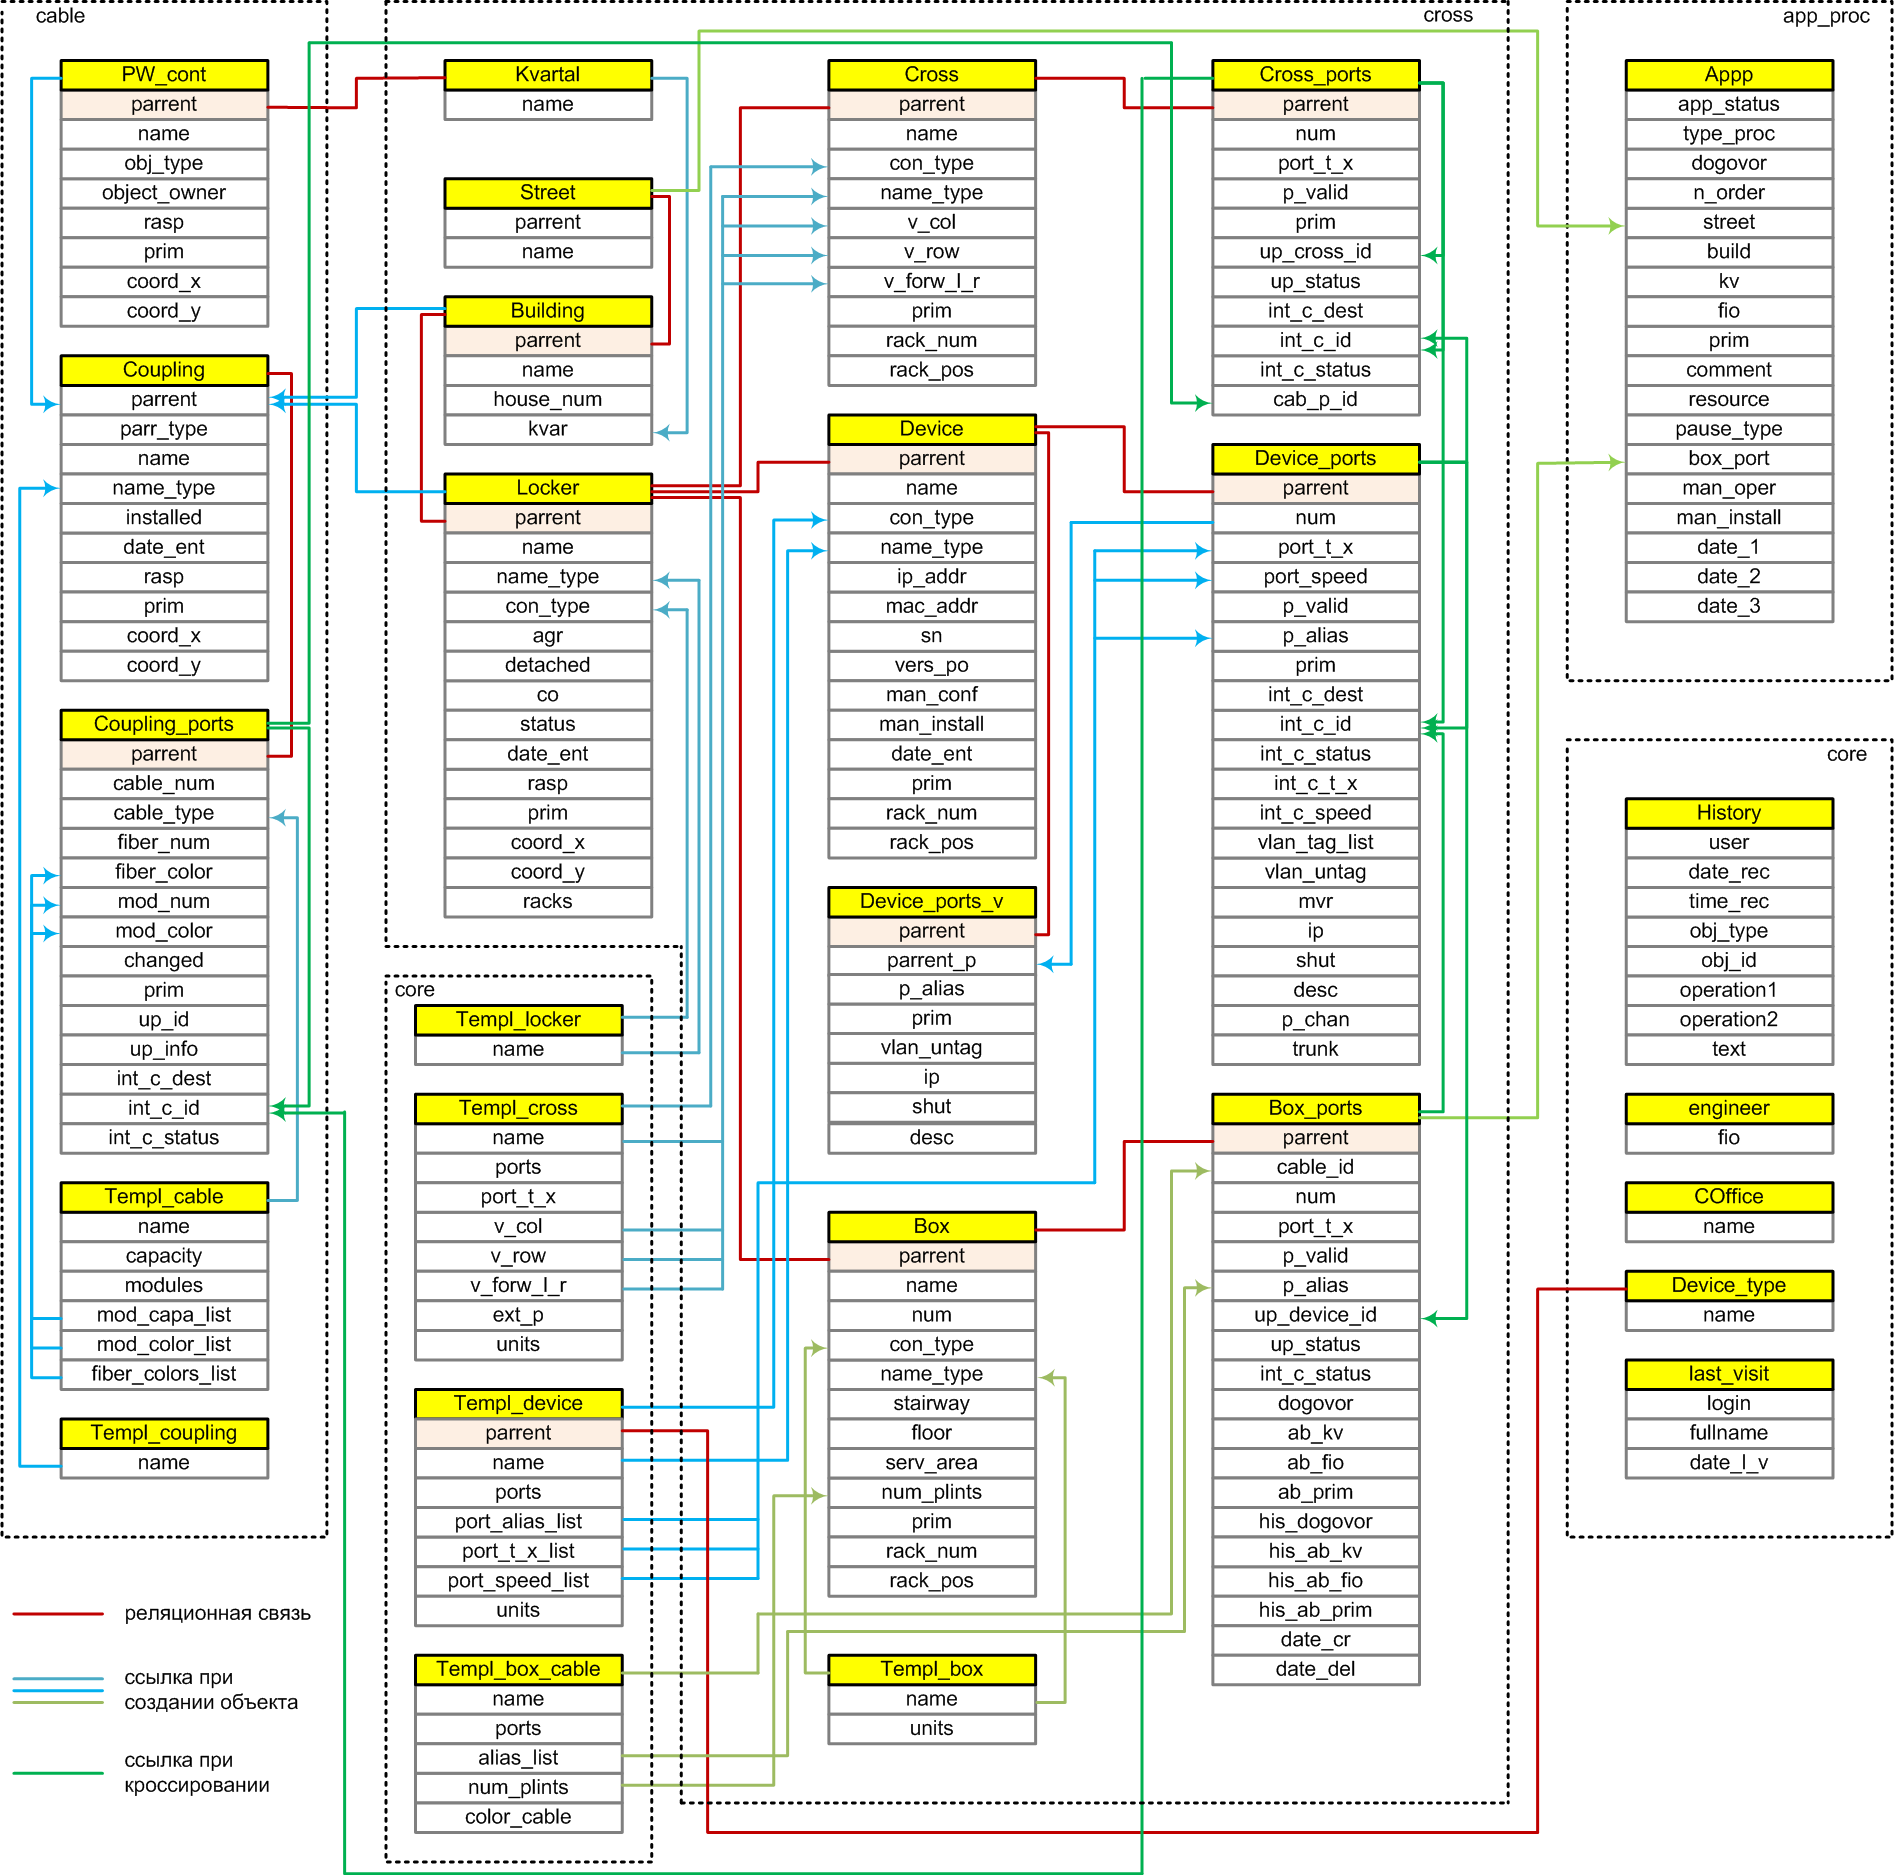 cable
PW_cont
parrent
name
obj_type
object_owner
rasp
prim
coord_x
coord_y
Coupling
parrent
parr_type
name
name_type
installed
date_ent
rasp
prim
coord_x
coord_y
Coupling_ports
parrent
cable_num
cable_type
fiber_num
fiber_color
mod_num
mod_color
changed
prim
up_id
up_info
int_c_dest
int_c_id
int_c_status
Templ_cable
name
capacity
modules
mod_capa_list
mod_color_list
fiber_colors_list
Templ_coupling
name
cross
Kvartal
name
Street
parrent
name
Building
parrent
name
house_num
kvar
Locker
parrent
name
name_type
con_type
agr
detached
co
status
date_ent
rasp
prim
coord_x
coord_y
racks
core
Templ_locker
name
Templ_cross
name
ports
port_t_x
v_col
v_row
v_forw_l_r
ext_p
units
Templ_device
parrent
name
ports
port_alias_list
port_t_x_list
port_speed_list
units
Templ_box_cable
name
ports
alias_list
num_plints
color_cable
Cross
parrent
name
con_type
name_type
v_col
v_row
v_forw_l_r
prim
rack_num
rack_pos
Device
parrent
name
con_type
name_type
ip_addr
mac_addr
sn
vers_po
man_conf
man_install
date_ent
prim
rack_num
rack_pos
Device_ports_v
parrent
parrent_p
p_alias
prim
vlan_untag
ip
shut
desc
Box
parrent
name
num
con_type
name_type
stairway
floor
serv_area
num_plints
prim
rack_num
rack_pos
Templ_box
name
units
Cross_ports
parrent
num
port_t_x
p_valid
prim
up_cross_id
up_status
int_c_dest
int_c_id
int_c_status
cab_p_id
Device_ports
parrent
num
port_t_x
port_speed
p_valid
p_alias
prim
int_c_dest
int_c_id
int_c_status
int_c_t_x
int_c_speed
vlan_tag_list
vlan_untag
mvr
ip
shut
desc
p_chan
trunk
Box_ports
parrent
cable_id
num
port_t_x
p_valid
p_alias
up_device_id
up_status
int_c_status
dogovor
ab_kv
ab_fio
ab_prim
his_dogovor
his_ab_kv
his_ab_fio
his_ab_prim
date_cr
date_del
app_proc
Appp
app_status
type_proc
dogovor
n_order
street
build
kv
fio
prim
comment
resource
pause_type
box_port
man_oper
man_install
date_1
date_2
date_3
core
History
user
date_rec
time_rec
obj_type
obj_id
operation1
operation2
text
engineer
fio
COffice
name
Device_type
name
last_visit
login
fullname
date_l_v
реляционная связь
ссылка при
создании объекта
ссылка при
кроссировании